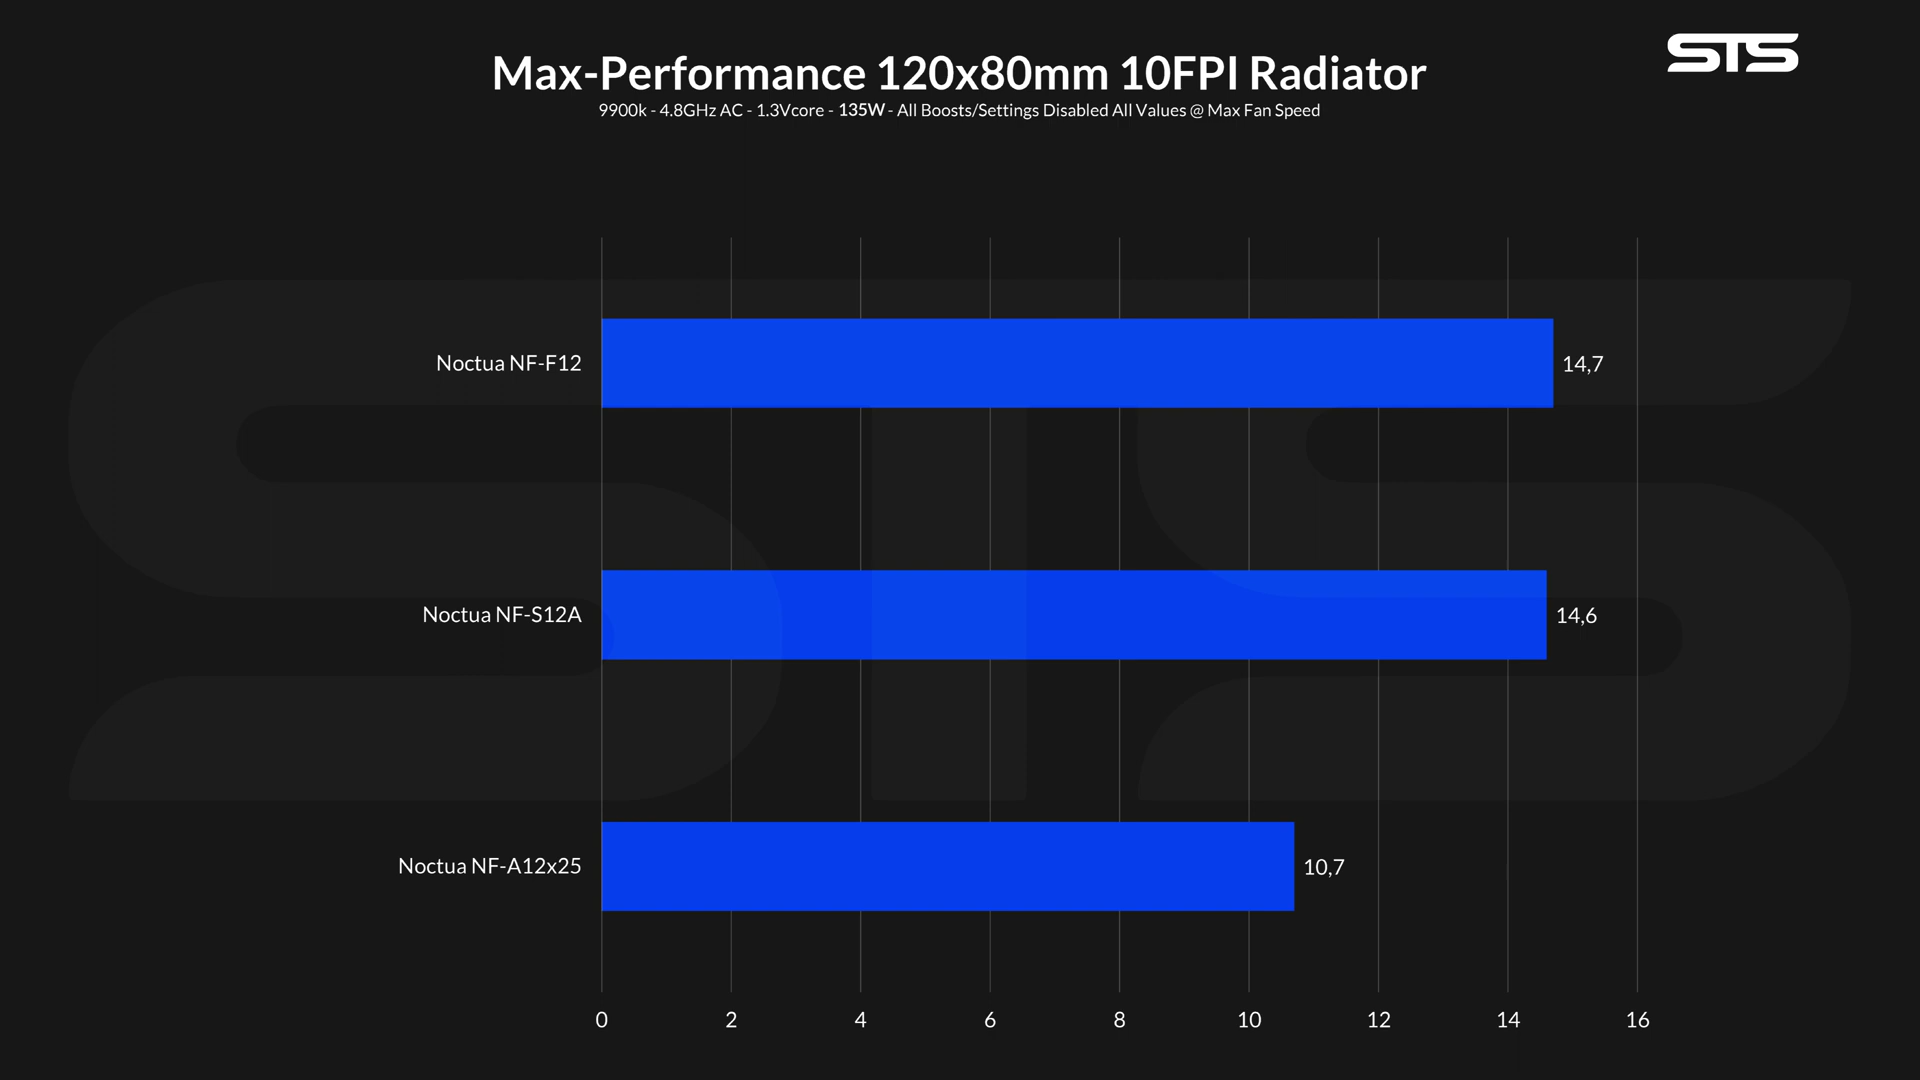 STS
Max-Performance 120x80mm 10FPI Radiator
9900k - 4.8GHz AC - 1.3Vcore - 135W - All Boosts/Settings Disabled All Values @ Max Fan Speed
Noctua NF-F12 14,7
Noctua NF-S12A 14,6
Noctua NF-A12x25 10,7
0 2 4 6 8 10 12 14 16